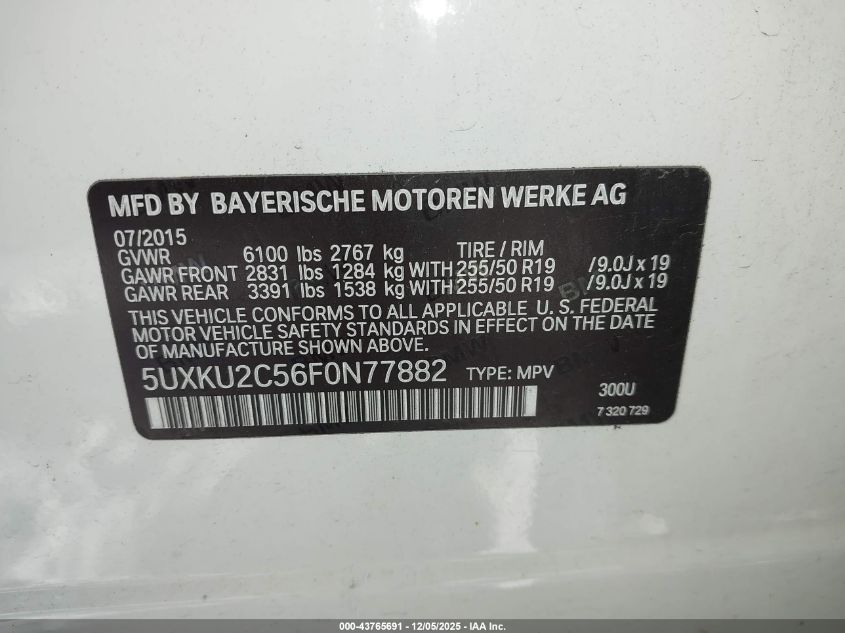 MFD BY BAYERISCHE MOTOREN WERKE AG
07/2015
GVWR 6100 lbs 2767 kg TIRE / RIM
GAWR FRONT 2831 lbs 1284 kg WITH 255/50 R19 /9.0J x 19
GAWR REAR 3391 lbs 1538 kg WITH 255/50 R19 /9.0J x 19
THIS VEHICLE CONFORMS TO ALL APPLICABLE U. S. FEDERAL
MOTOR VEHICLE SAFETY STANDARDS IN EFFECT ON THE DATE
OF MANUFACTURE SHOWN ABOVE.
5UXKU2C56F0N77882 TYPE: MPV
300U
7 320 729
000-43765691 - 12/05/2025 - IAA Inc.